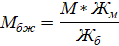 Мбж = М * Жм / Жб